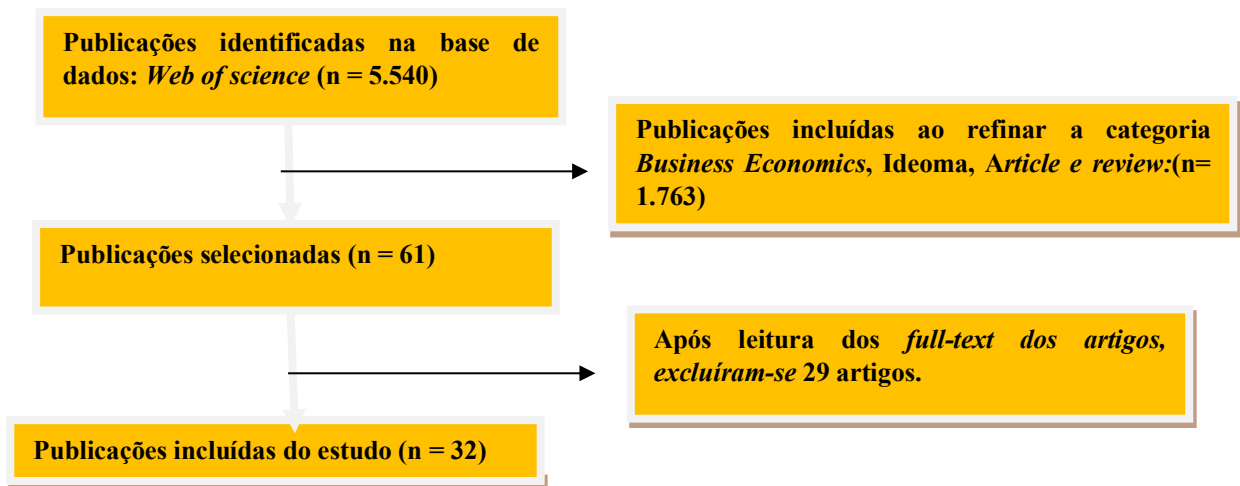 Publicações identificadas na base de
dados: Web of science (n = 5.540)
Publicações incluídas ao refinar a categoria
Business Economics, Ideoma, Article e review:(n=
1.763)
Publicações selecionadas (n = 61)
Após leitura dos full-text dos artigos,
excluíram-se 29 artigos.
Publicações incluídas do estudo (n = 32)